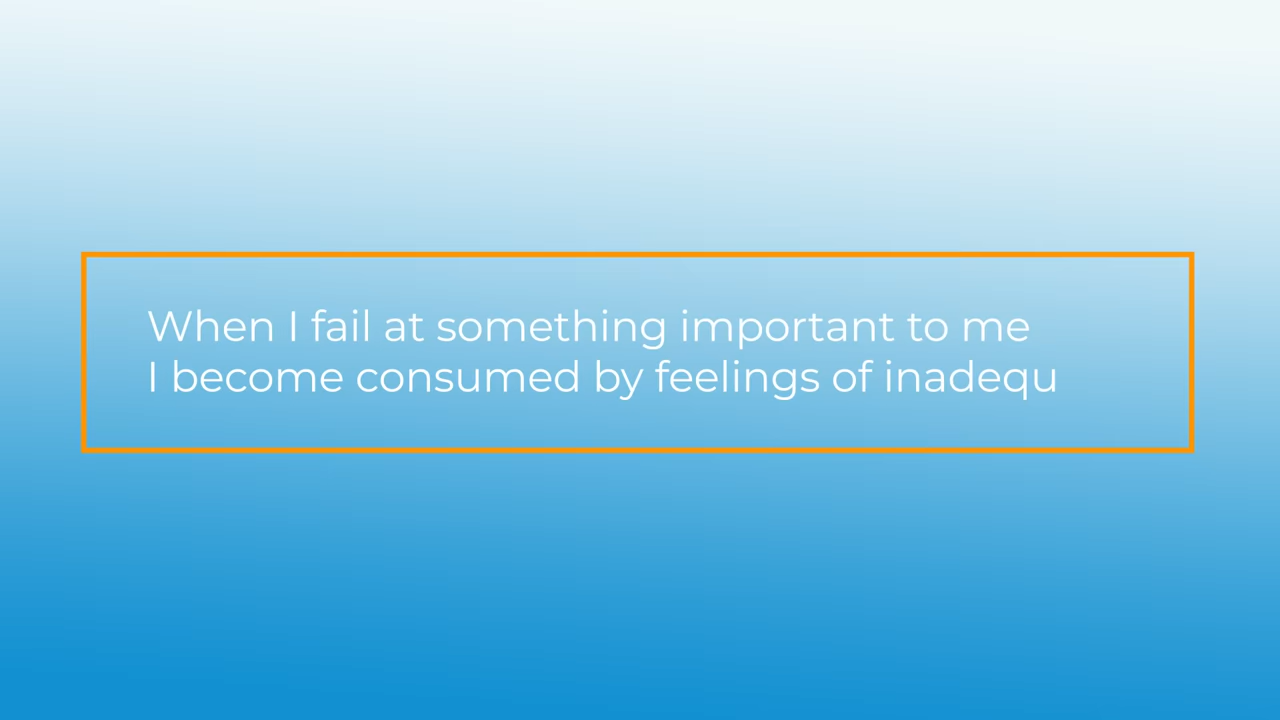 When I fail at something important to me
I become consumed by feelings of inadequ